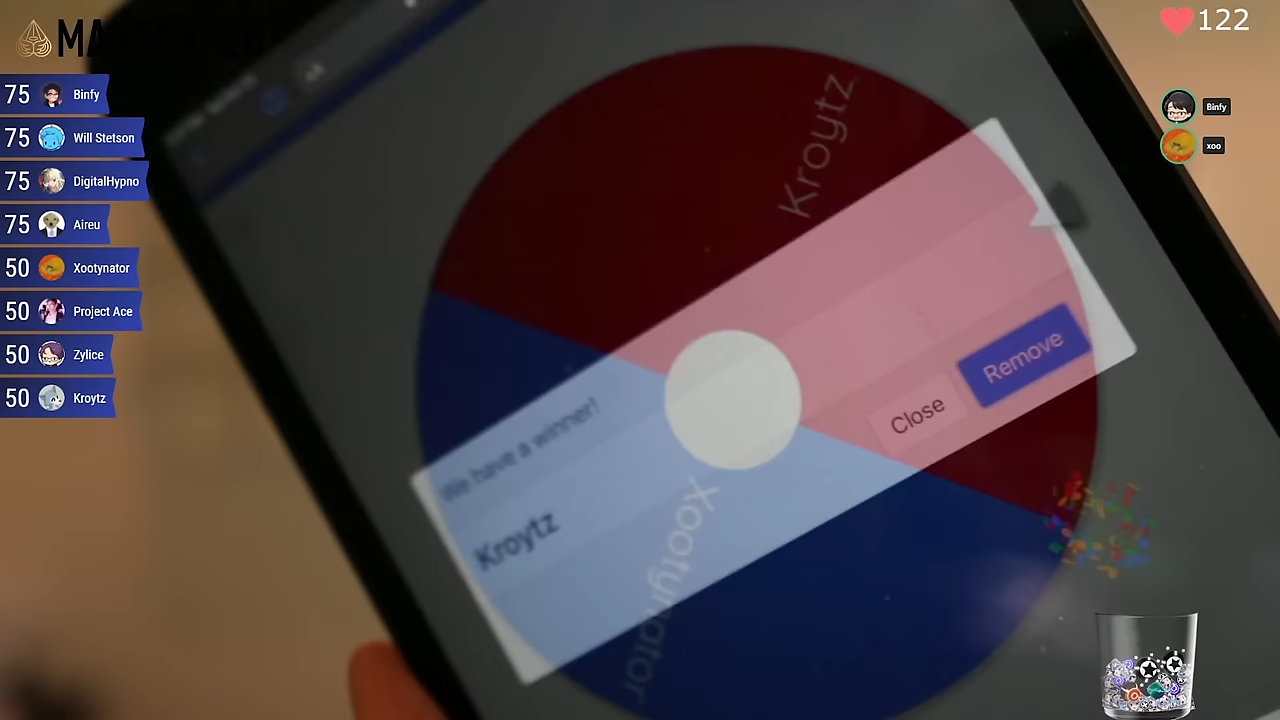 122
75 Binfy
75 Will Stetson
75 DigitalHypno
75 Aireu
50 Xootynator
50 Project Ace
50 Zylice
50 Kroytz
Binfy
xoo
Kroytz
We have a winner!
Kroytz
Close
Remove
Xootynator